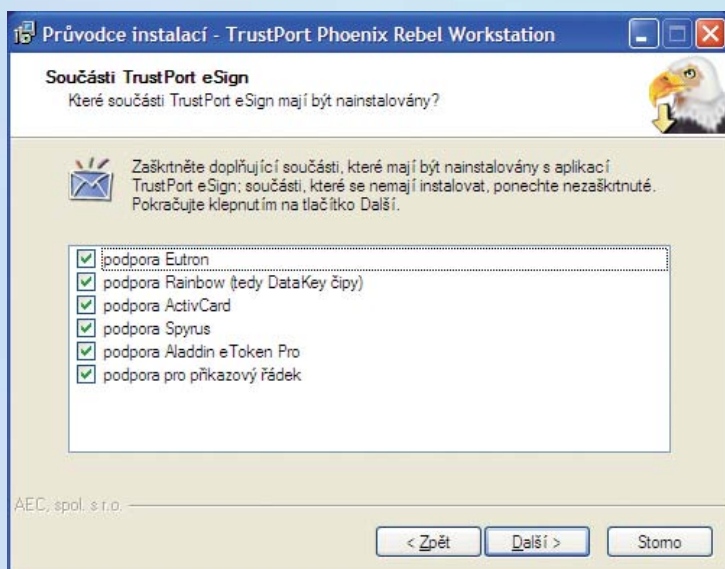 Průvodce instalací - TrustPort Phoenix Rebel Workstation
Součásti TrustPort eSign
Které součásti TrustPort eSign mají být nainstalovány?
Zaškrtněte doplňující součásti, které mají být nainstalovány s aplikací
TrustPort eSign; součásti, které se nemají instalovat, ponechte nezaškrtnuté.
Pokračujte klepnutím na tlačítko Další.
podpora Eutron
podpora Rainbow (tedy DataKey čipy)
podpora ActivCard
podpora Spyrus
podpora Aladdin eToken Pro
podpora pro příkazový řádek
AEC, spol. s r.o.
< Zpět
Další >
Storno